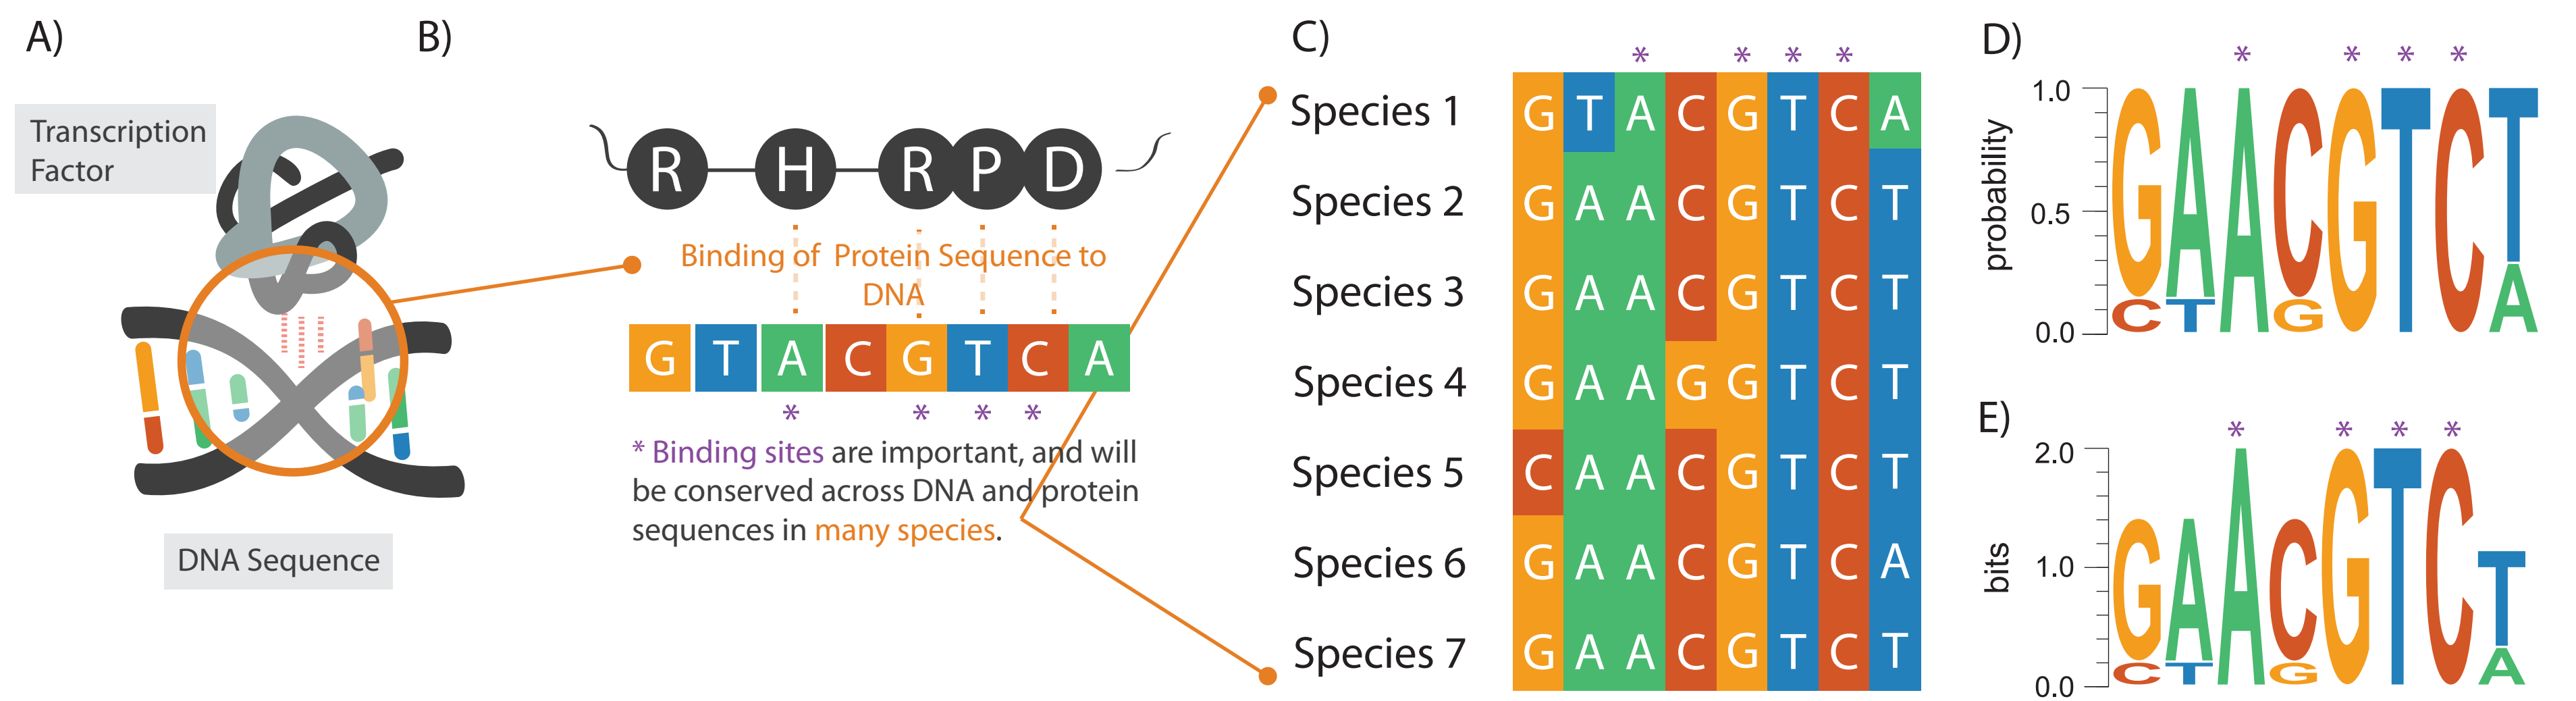 A)
Transcription
Factor
DNA Sequence
B)
R H R P D
Binding of Protein Sequence to
DNA
G T A C G T C A
* * * *
* Binding sites are important, and will
be conserved across DNA and protein
sequences in many species.
C)
* * * *
Species 1 G T A C G T C A
Species 2 G A A C G T C T
Species 3 G A A C G T C T
Species 4 G A A G G T C T
Species 5 C A A C G T C T
Species 6 G A A C G T C A
Species 7 G A A C G T C T
D)
* * * *
probability
1.0
0.5
0.0
G A A C G T C T
C T G A
E)
* * * *
bits
2.0
1.0
0.0
G A A C G T C T
C T G A